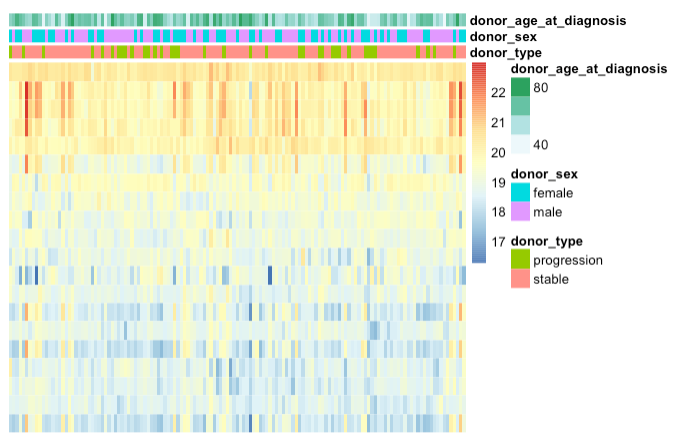 donor_age_at_diagnosis
donor_sex
donor_type
22
21
20
19
18
17
donor_age_at_diagnosis
80
40
donor_sex
female
male
donor_type
progression
stable